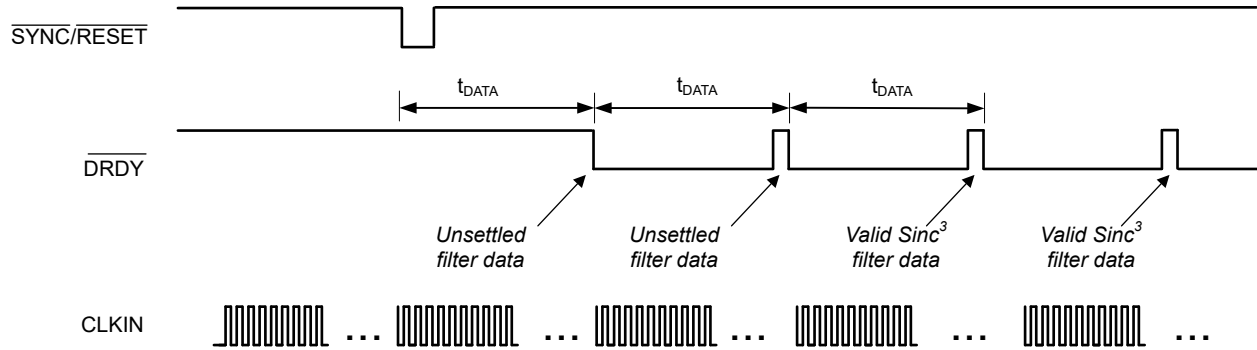 SYNC/RESET
tDATA tDATA tDATA
DRDY
Unsettled filter data
Unsettled filter data
Valid Sinc3 filter data
Valid Sinc3 filter data
CLKIN ... ... ... ... ...